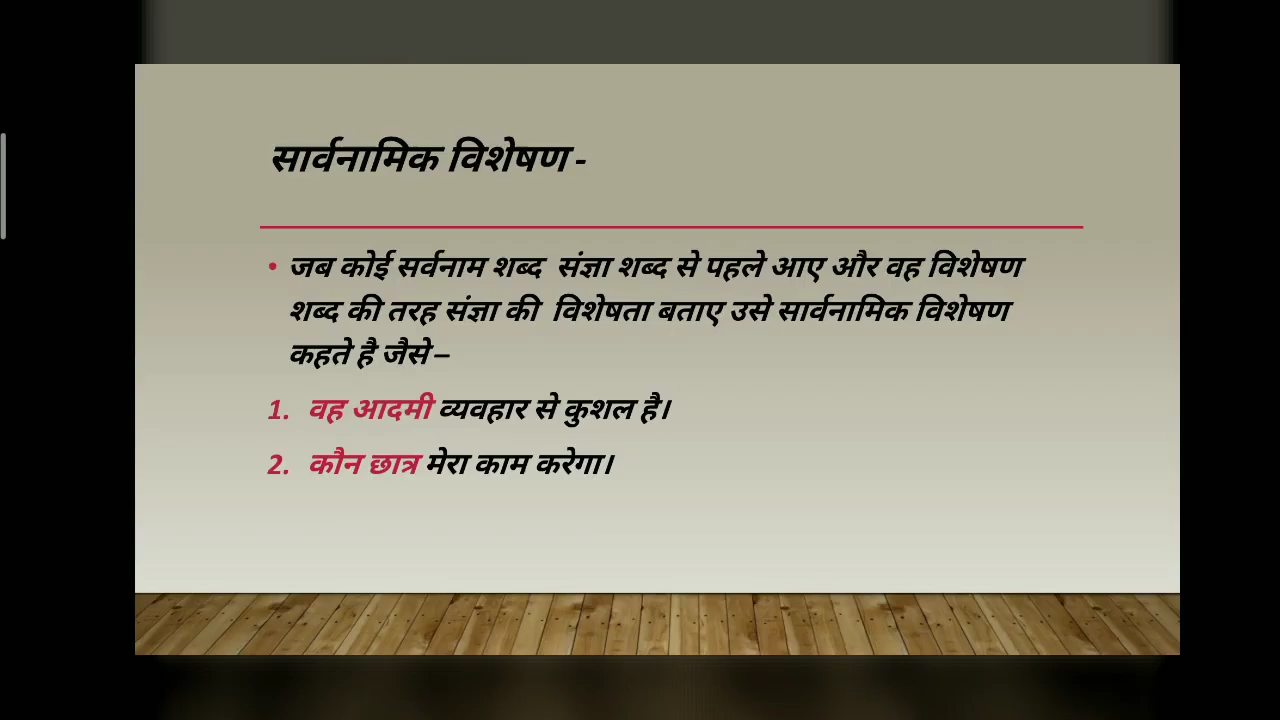 सार्वनामिक विशेषण -
• जब कोई सर्वनाम शब्द संज्ञा शब्द से पहले आए और वह विशेषण
शब्द की तरह संज्ञा की विशेषता बताए उसे सार्वनामिक विशेषण
कहते है जैसे –
1. वह आदमी व्यवहार से कुशल है।
2. कौन छात्र मेरा काम करेगा।